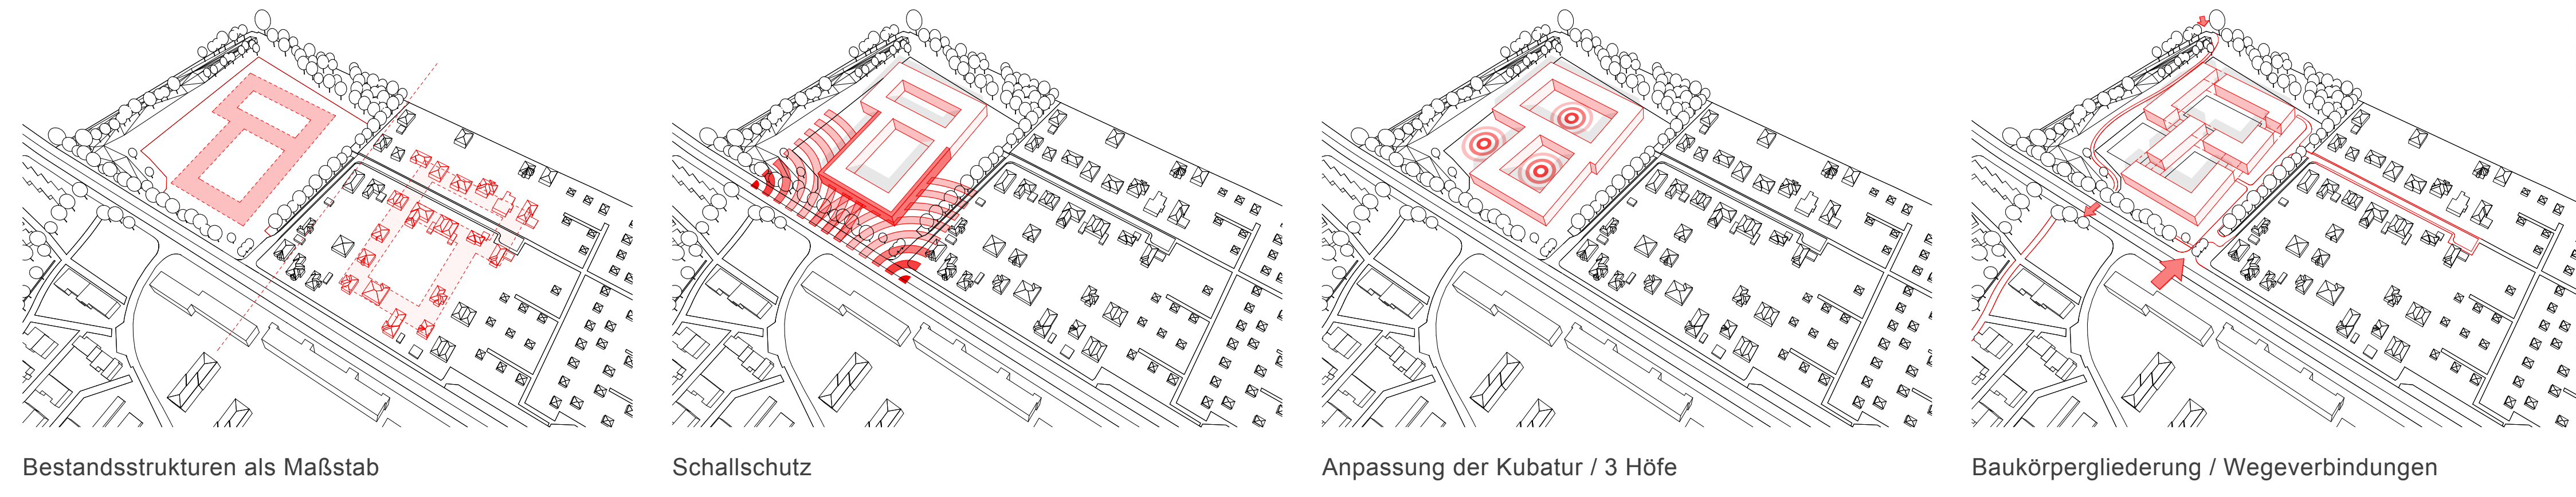 Bestandsstrukturen als Maßstab
Schallschutz
Anpassung der Kubatur / 3 Höfe
Baukörpergliederung / Wegeverbindungen